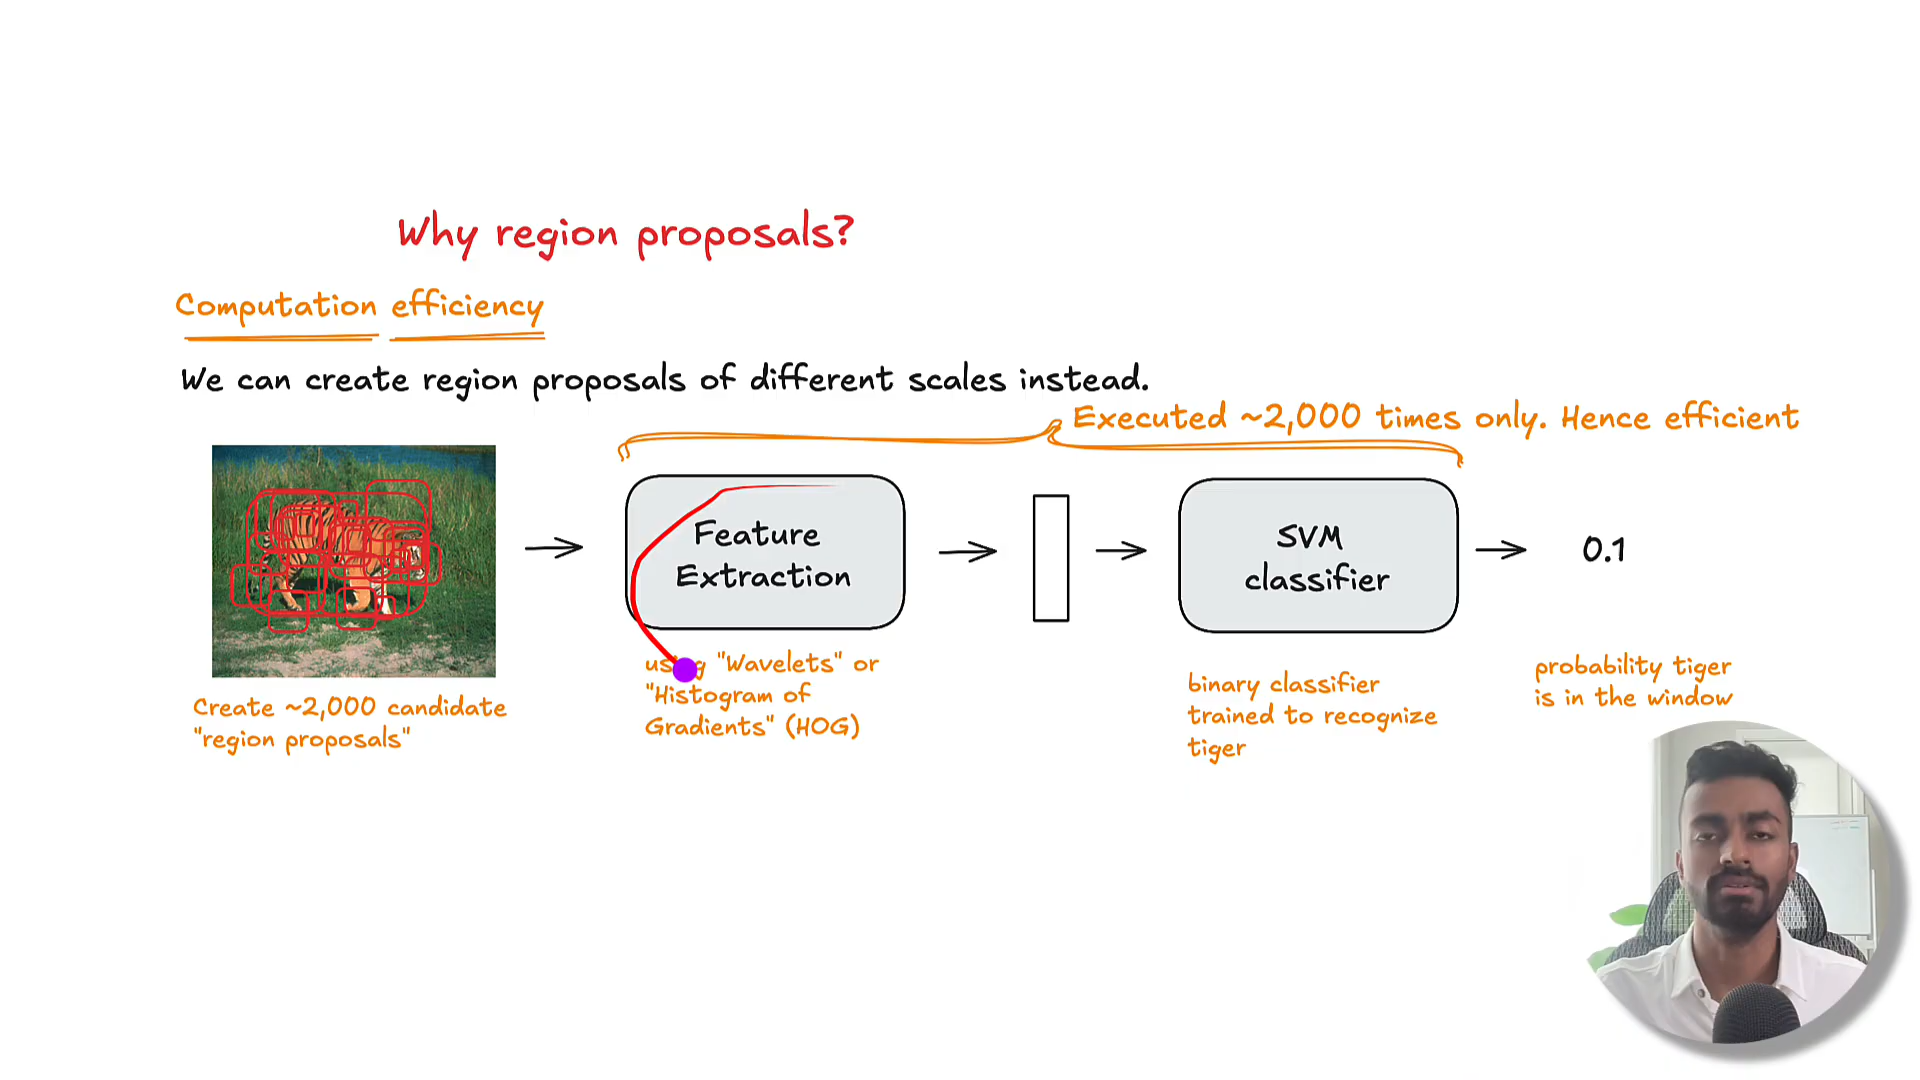 Why region proposals?
Computation efficiency
We can create region proposals of different scales instead.
Executed ~2,000 times only. Hence efficient
Feature
Extraction
SVM
classifier
0.1
Create ~2,000 candidate
"region proposals"
using "Wavelets" or
"Histogram of
Gradients" (HOG)
binary classifier
trained to recognize
tiger
probability tiger
is in the window